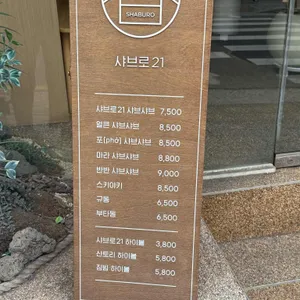 SHABURO
샤브로21
샤브로21 샤브샤브 7,500
얼큰 샤브샤브 8,500
포(phở) 샤브샤브 8,500
마라 샤브샤브 8,800
반반 샤브샤브 9,000
스키야키 8,500
규동 6,500
부타동 6,500
샤브로21 하이볼 3,800
산토리 하이볼 5,800
짐빔 하이볼 5,800